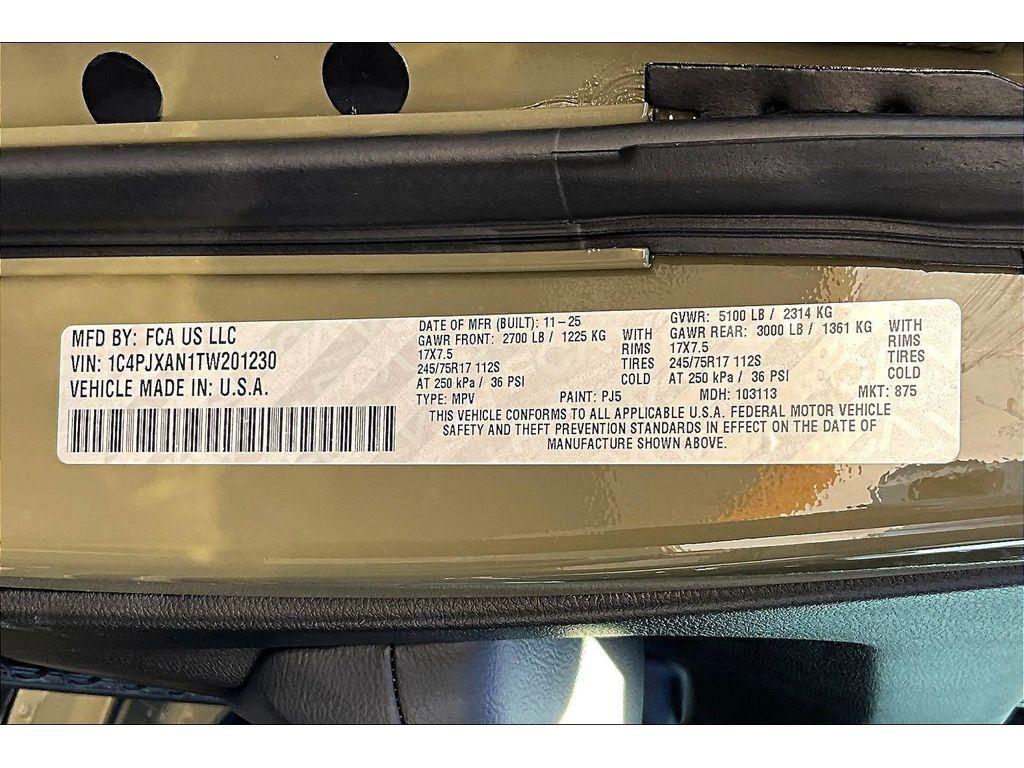 MFD BY: FCA US LLC
VIN: 1C4PJXAN1TW201230
VEHICLE MADE IN: U.S.A.
DATE OF MFR (BUILT): 11-25
GAWR FRONT: 2700 LB / 1225 KG WITH
17X7.5 RIMS
245/75R17 112S TIRES
AT 250 kPa / 36 PSI COLD
GVWR: 5100 LB / 2314 KG
GAWR REAR: 3000 LB / 1361 KG WITH
17X7.5 RIMS
245/75R17 112S TIRES
AT 250 kPa / 36 PSI COLD
TYPE: MPV PAINT: PJ5 MDH: 103113 MKT: 875
THIS VEHICLE CONFORMS TO ALL APPLICABLE U.S.A. FEDERAL MOTOR VEHICLE
SAFETY AND THEFT PREVENTION STANDARDS IN EFFECT ON THE DATE OF
MANUFACTURE SHOWN ABOVE.